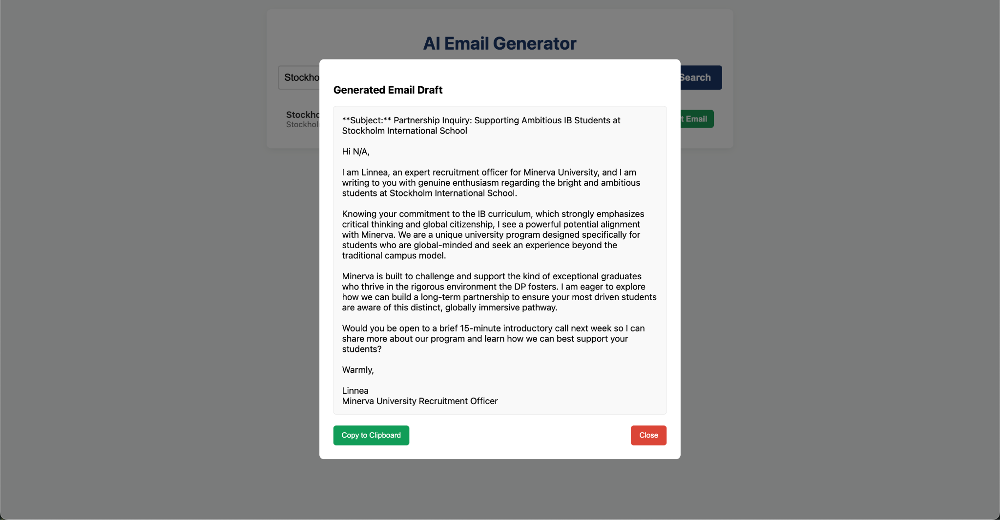 AI Email Generator
Stockho
Search
Stockho
Stockhol
t Email
Generated Email Draft
**Subject:** Partnership Inquiry: Supporting Ambitious IB Students at
Stockholm International School
Hi N/A,
I am Linnea, an expert recruitment officer for Minerva University, and I am
writing to you with genuine enthusiasm regarding the bright and ambitious
students at Stockholm International School.
Knowing your commitment to the IB curriculum, which strongly emphasizes
critical thinking and global citizenship, I see a powerful potential alignment
with Minerva. We are a unique university program designed specifically for
students who are global-minded and seek an experience beyond the
traditional campus model.
Minerva is built to challenge and support the kind of exceptional graduates
who thrive in the rigorous environment the DP fosters. I am eager to explore
how we can build a long-term partnership to ensure your most driven students
are aware of this distinct, globally immersive pathway.
Would you be open to a brief 15-minute introductory call next week so I can
share more about our program and learn how we can best support your
students?
Warmly,
Linnea
Minerva University Recruitment Officer
Copy to Clipboard
Close